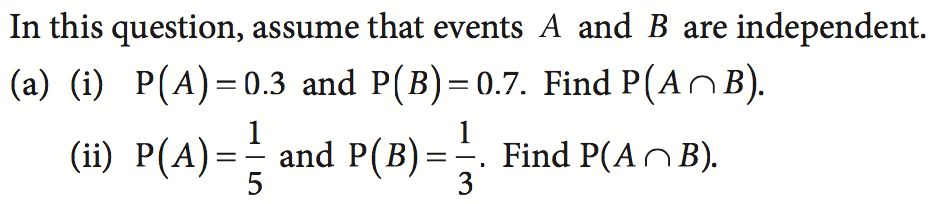 In this question, assume that events A and B are independent.
(a) (i) P(A)=0.3 and P(B)=0.7. Find P(A∩B).
(ii) P(A)=1/5 and P(B)=1/3. Find P(A∩B).